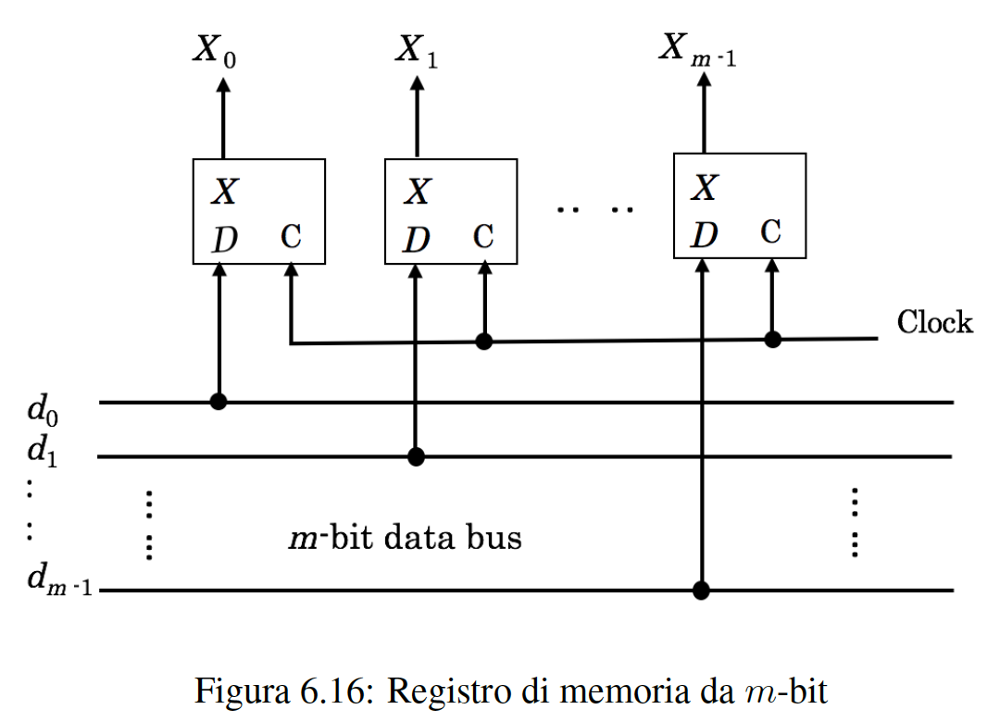 X₀ X₁ Xₘ₋₁
X X X
D C D C D C
Clock
d₀
d₁
m-bit data bus
dₘ₋₁
Figura 6.16: Registro di memoria da m-bit